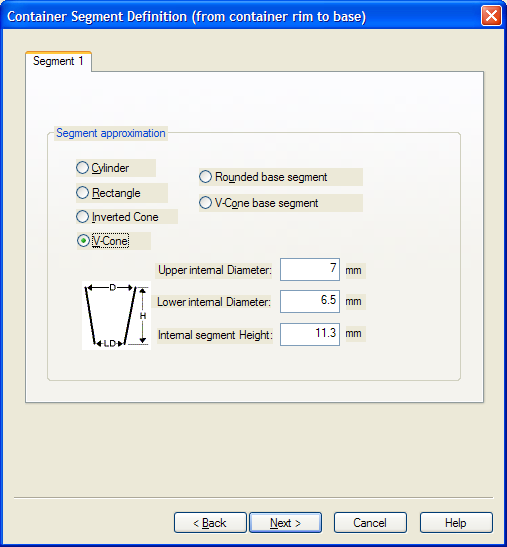 Container Segment Definition (from container rim to base)
Segment 1
Segment approximation
Cylinder
Rounded base segment
Rectangle
V-Cone base segment
Inverted Cone
V-Cone
Upper internal Diameter: 7 mm
D
Lower internal Diameter: 6.5 mm
H
Internal segment Height: 11.3 mm
LD
< Back Next > Cancel Help